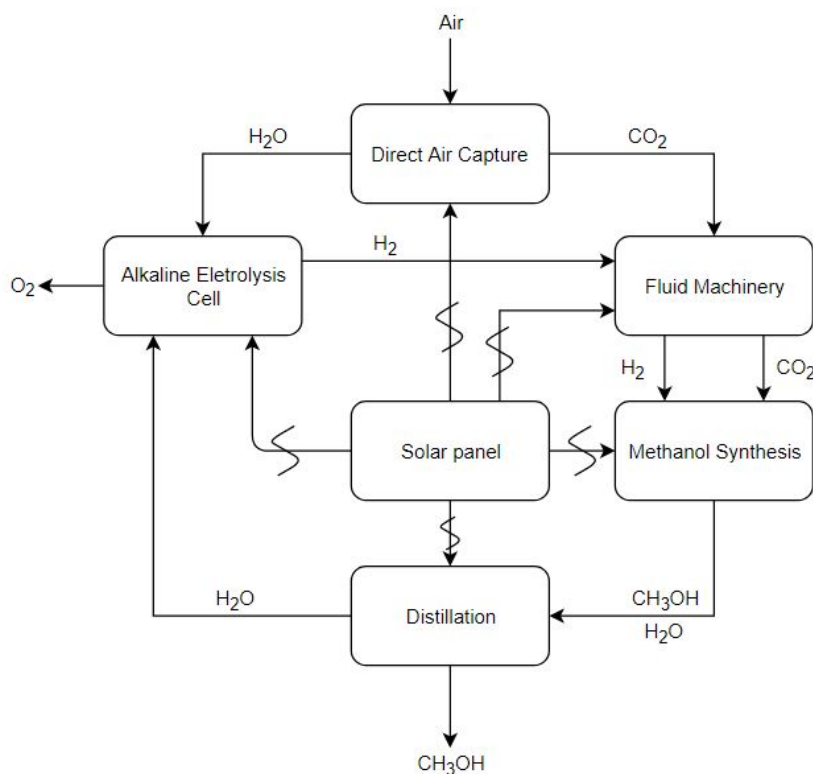 Air
H₂O
CO₂
Direct Air Capture
H₂
Alkaline Eletrolysis
Cell
O₂
Fluid Machinery
H₂
CO₂
Solar panel
Methanol Synthesis
H₂O
CH₃OH
H₂O
Distillation
CH₃OH